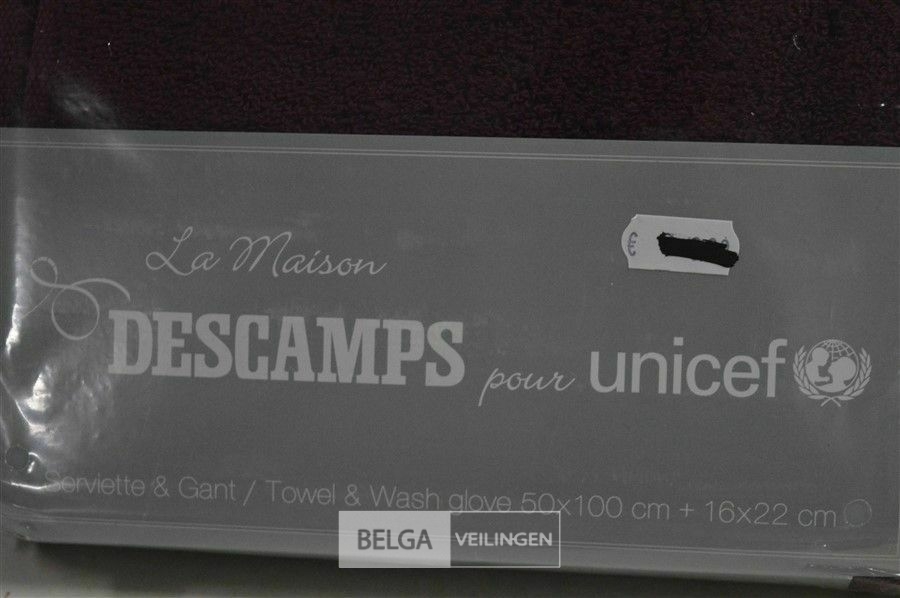 La Maison
DESCAMPS pour unicef
Serviette & Gant / Towel & Wash glove 50x100 cm + 16x22 cm
€
BELGA VEILINGEN